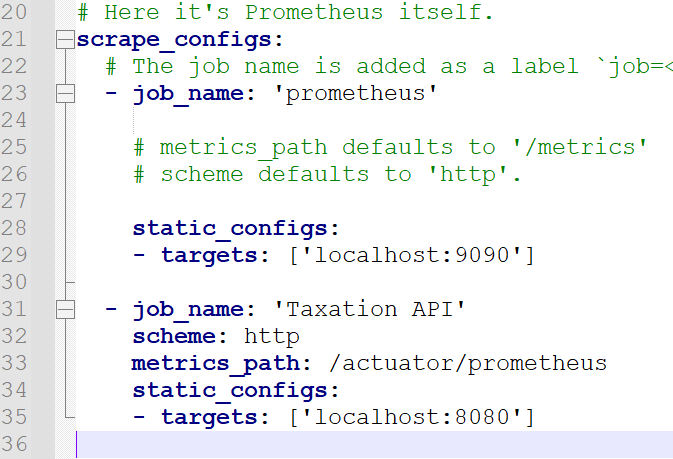 20 # Here it's Prometheus itself.
21 scrape_configs:
22 # The job name is added as a label `job=<
23 - job_name: 'prometheus'
24
25 # metrics_path defaults to '/metrics'
26 # scheme defaults to 'http'.
27
28 static_configs:
29 - targets: ['localhost:9090']
30
31 - job_name: 'Taxation API'
32 scheme: http
33 metrics_path: /actuator/prometheus
34 static_configs:
35 - targets: ['localhost:8080']
36